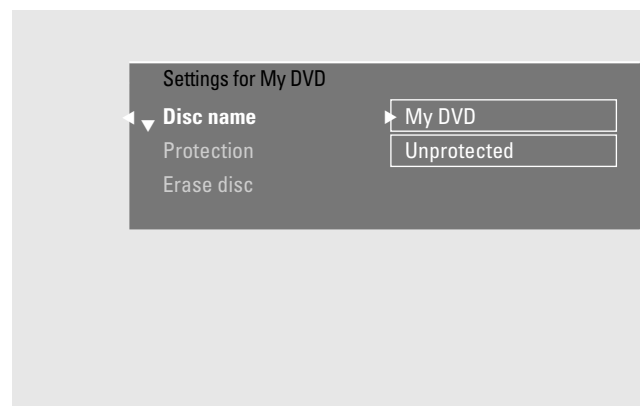 Settings for My DVD
Disc name My DVD
Protection Unprotected
Erase disc